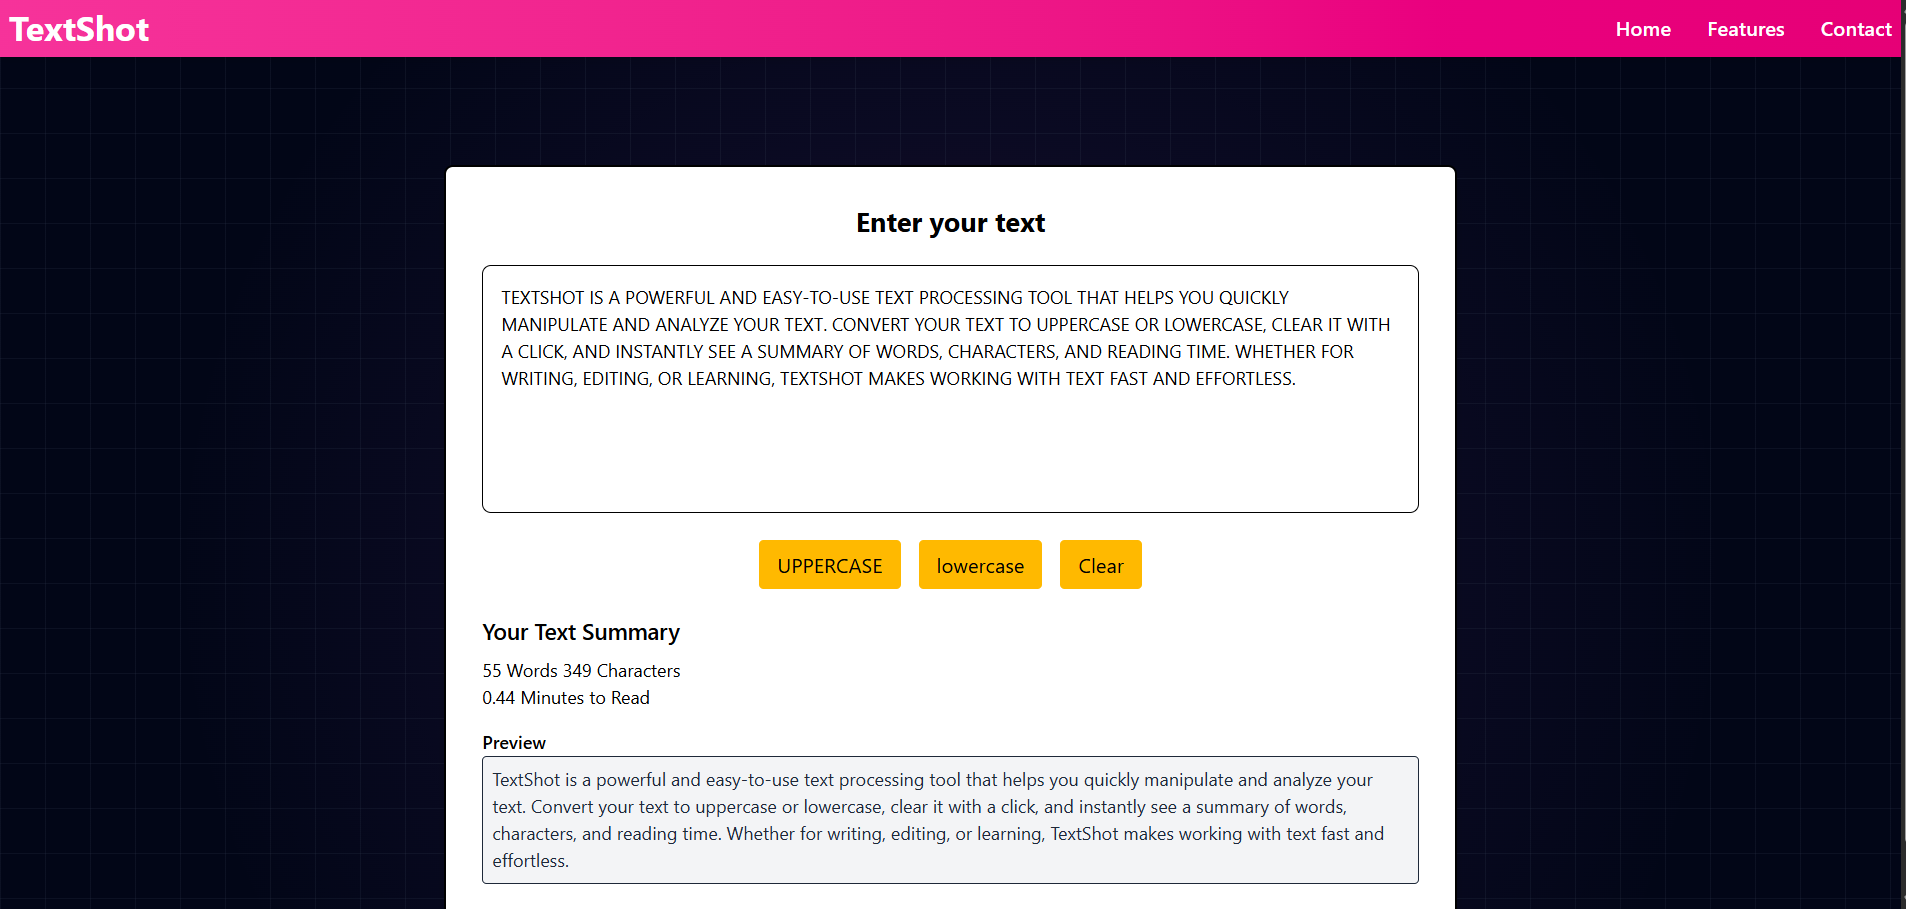 TextShot
Home Features Contact
Enter your text
TEXTSHOT IS A POWERFUL AND EASY-TO-USE TEXT PROCESSING TOOL THAT HELPS YOU QUICKLY
MANIPULATE AND ANALYZE YOUR TEXT. CONVERT YOUR TEXT TO UPPERCASE OR LOWERCASE, CLEAR IT WITH
A CLICK, AND INSTANTLY SEE A SUMMARY OF WORDS, CHARACTERS, AND READING TIME. WHETHER FOR
WRITING, EDITING, OR LEARNING, TEXTSHOT MAKES WORKING WITH TEXT FAST AND EFFORTLESS.
UPPERCASE lowercase Clear
Your Text Summary
55 Words 349 Characters
0.44 Minutes to Read
Preview
TextShot is a powerful and easy-to-use text processing tool that helps you quickly manipulate and analyze your
text. Convert your text to uppercase or lowercase, clear it with a click, and instantly see a summary of words,
characters, and reading time. Whether for writing, editing, or learning, TextShot makes working with text fast and
effortless.